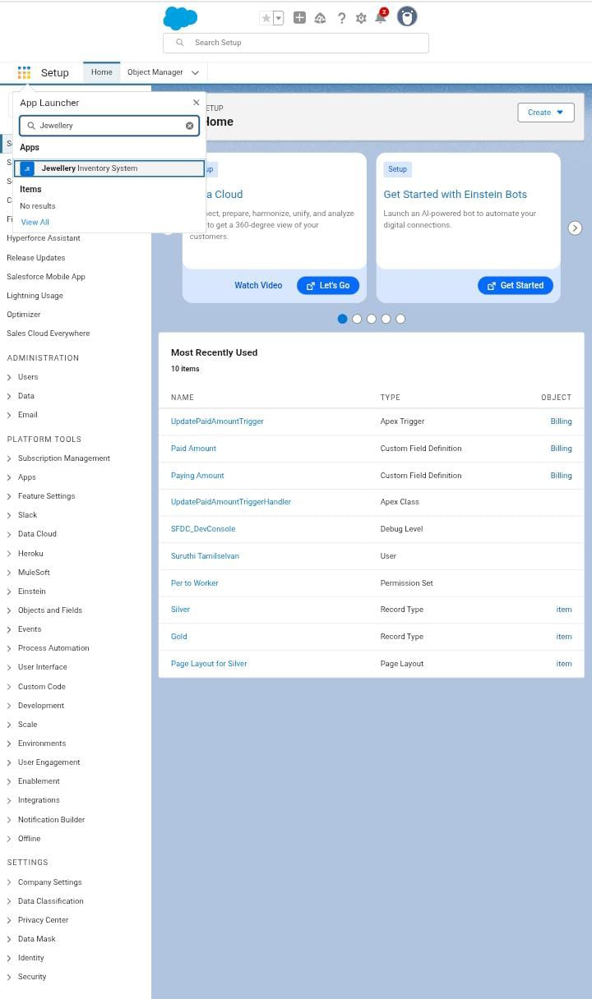 2
Search Setup
Setup
Home
Object Manager
App Launcher
Jewellery
Apps
JI
Jewellery Inventory System
Items
No results
View All
SETUP
Home
Create
Setup
a Cloud
nect, prepare, harmonize, unify, and analyze
to get a 360-degree view of your
customers.
Watch Video
Let's Go
Setup
Get Started with Einstein Bots
Launch an AI-powered bot to automate your
digital connections.
Get Started
Hyperforce Assistant
Release Updates
Salesforce Mobile App
Lightning Usage
Optimizer
Sales Cloud Everywhere
ADMINISTRATION
Users
Data
Email
PLATFORM TOOLS
Subscription Management
Apps
Feature Settings
Slack
Data Cloud
Heroku
MuleSoft
Einstein
Objects and Fields
Events
Process Automation
User Interface
Custom Code
Development
Scale
Environments
User Engagement
Enablement
Integrations
Notification Builder
Offline
SETTINGS
Company Settings
Data Classification
Privacy Center
Data Mask
Identity
Security
Most Recently Used
10 items
NAME TYPE OBJECT
UpdatePaidAmountTrigger Apex Trigger Billing
Paid Amount Custom Field Definition Billing
Paying Amount Custom Field Definition Billing
UpdatePaidAmountTriggerHandler Apex Class
SFDC_DevConsole Debug Level
Suruthi Tamilselvan User
Per to Worker Permission Set
Silver Record Type item
Gold Record Type item
Page Layout for Silver Page Layout item